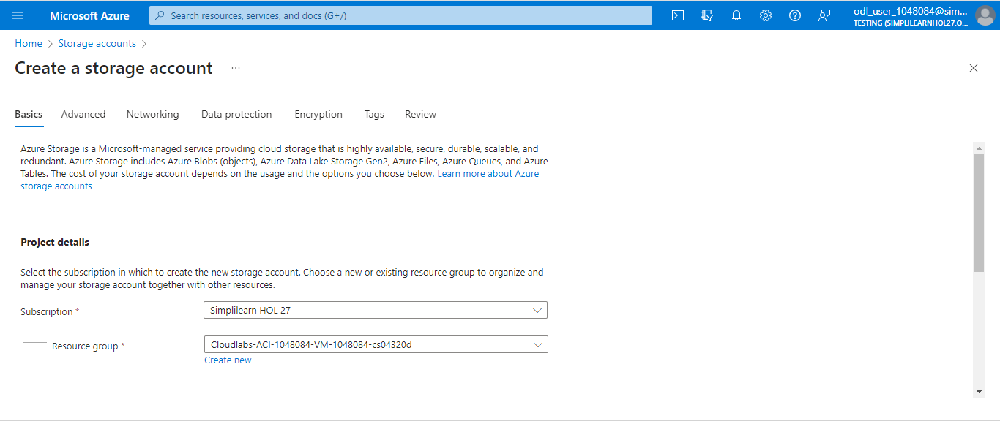 Microsoft Azure
Search resources, services, and docs (G+/)
odl_user_1048084@sim...
TESTING (SIMPLILEARNHOL27.O...
Home > Storage accounts >
Create a storage account ...
Basics Advanced Networking Data protection Encryption Tags Review
Azure Storage is a Microsoft-managed service providing cloud storage that is highly available, secure, durable, scalable, and
redundant. Azure Storage includes Azure Blobs (objects), Azure Data Lake Storage Gen2, Azure Files, Azure Queues, and Azure
Tables. The cost of your storage account depends on the usage and the options you choose below. Learn more about Azure
storage accounts
Project details
Select the subscription in which to create the new storage account. Choose a new or existing resource group to organize and
manage your storage account together with other resources.
Subscription * Simplilearn HOL 27
Resource group * Cloudlabs-ACI-1048084-VM-1048084-cs04320d
Create new